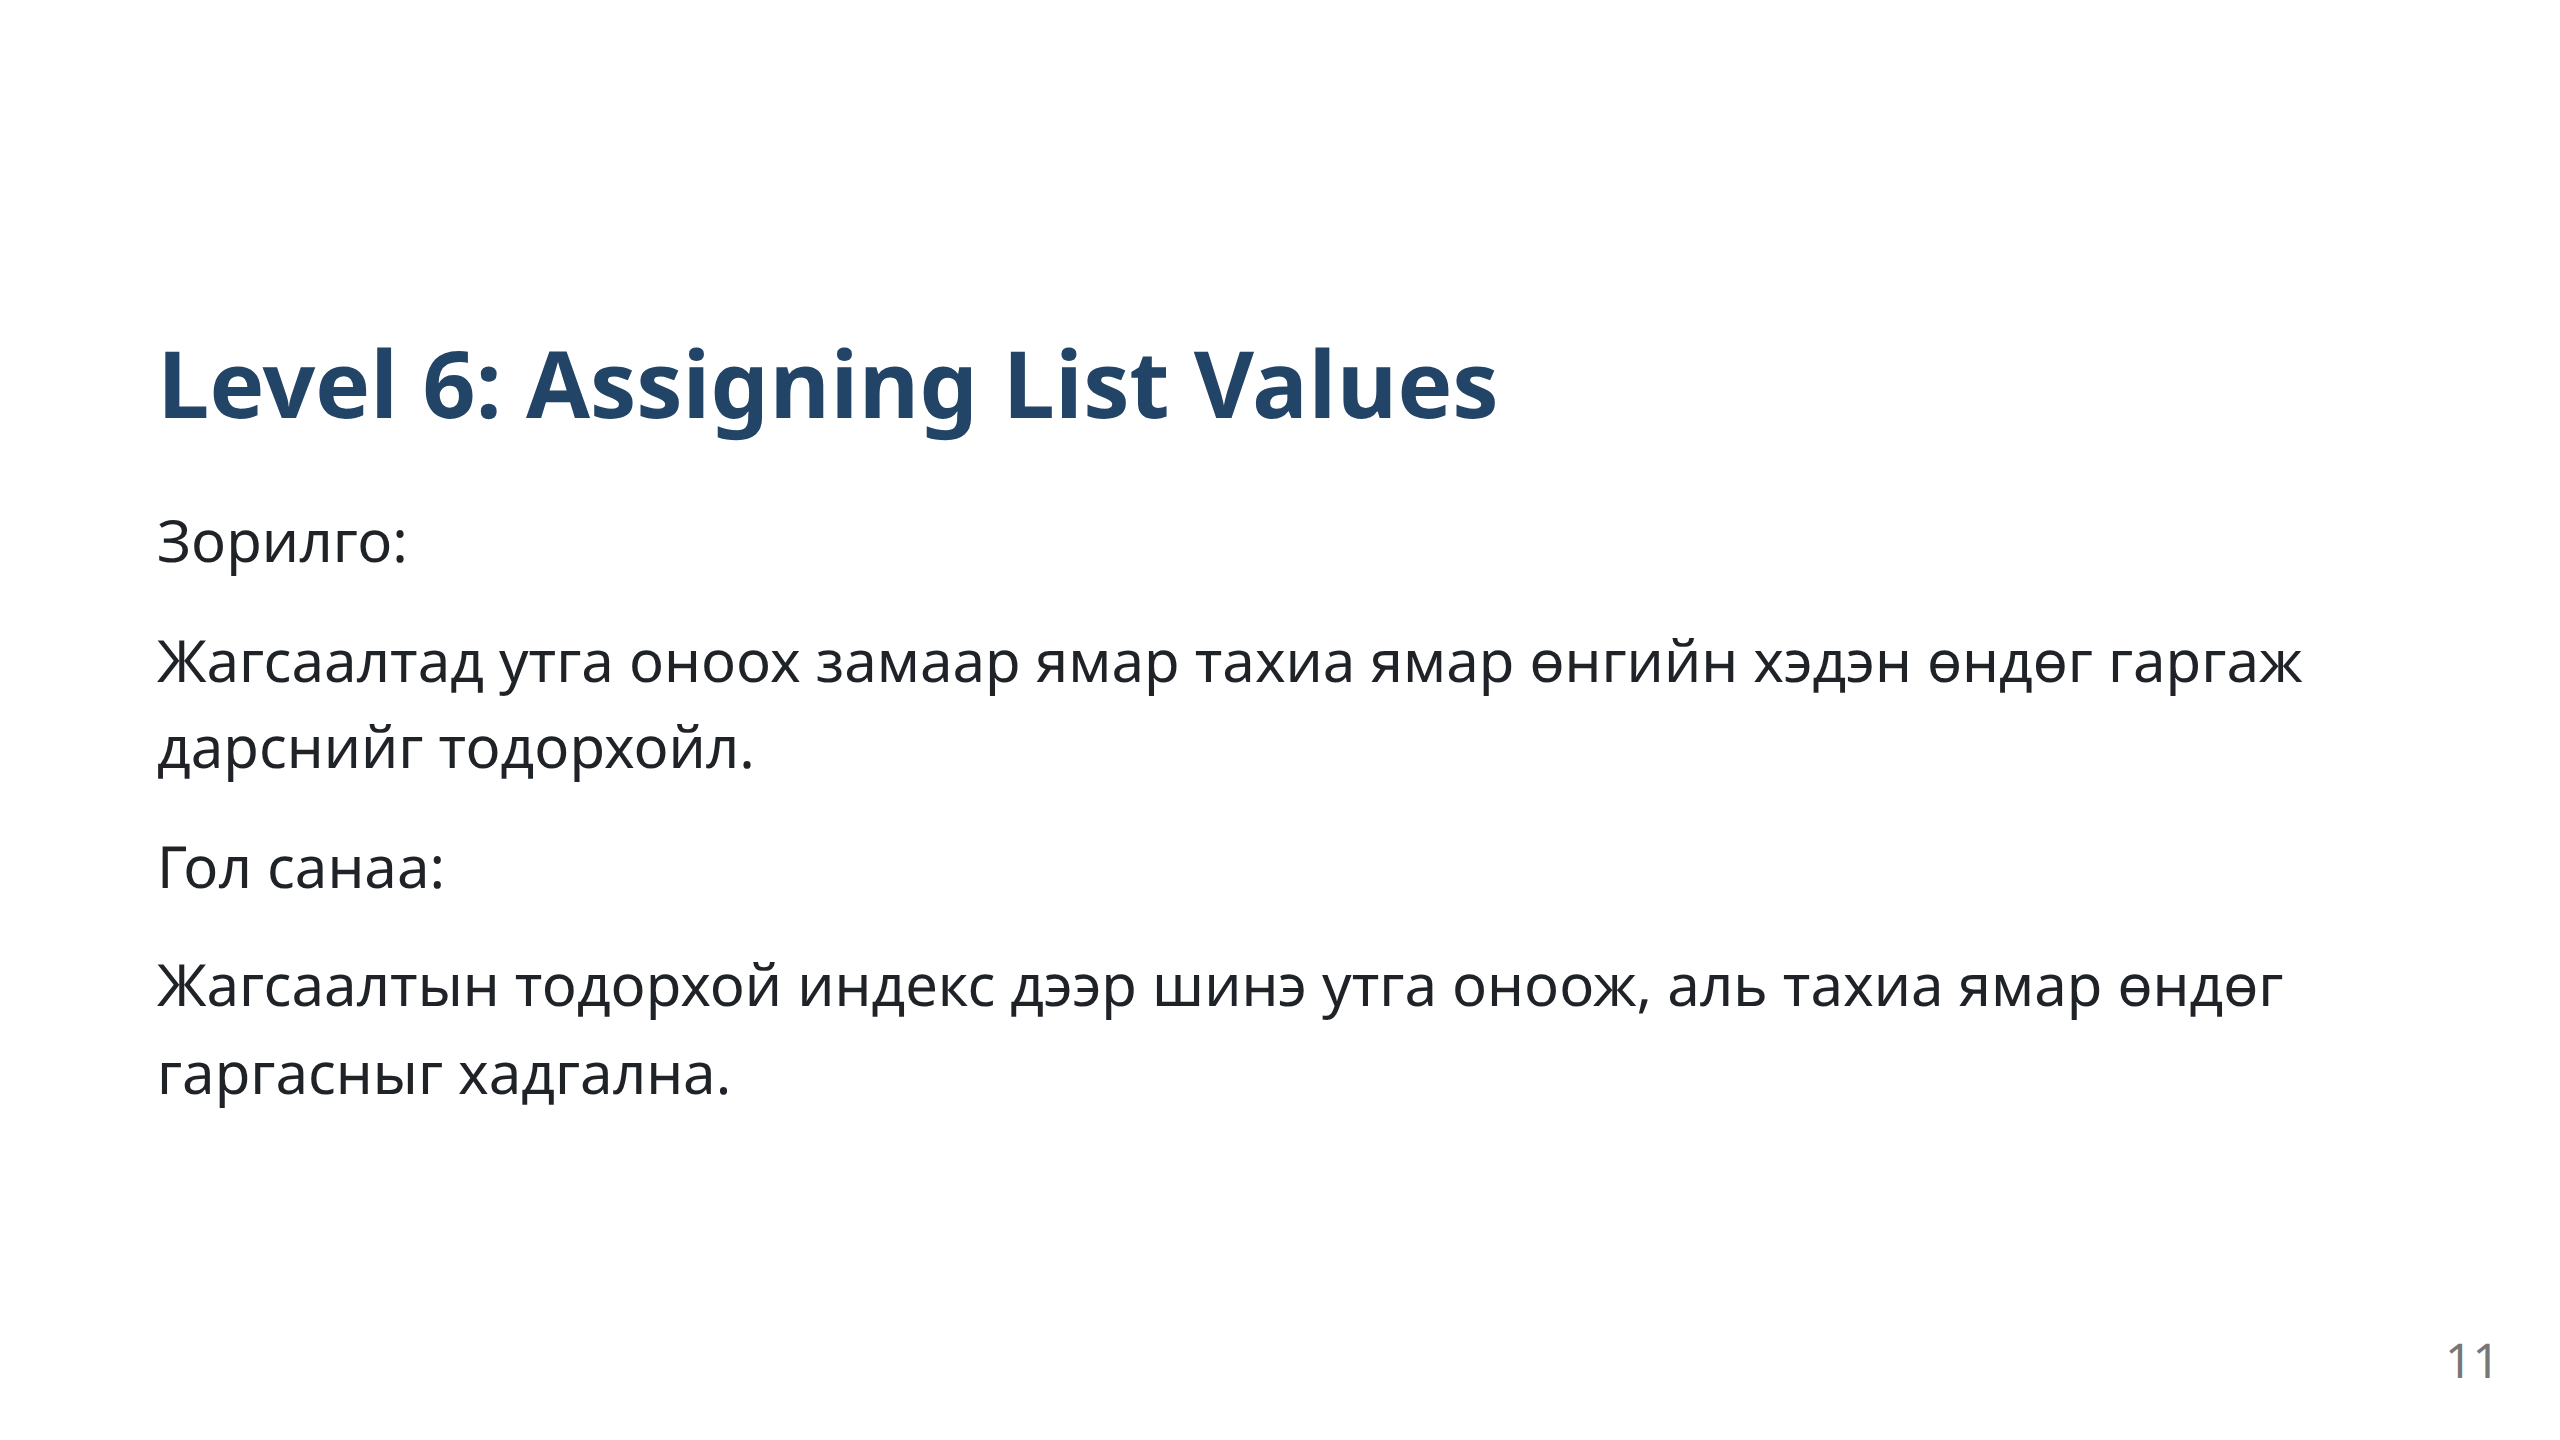 Level 6: Assigning List Values
Зорилго:
Жагсаалтад утга оноох замаар ямар тахиа ямар өнгийн хэдэн өндөг гаргаж
дарснийг тодорхойл.
Гол санаа:
Жагсаалтын тодорхой индекс дээр шинэ утга оноож, аль тахиа ямар өндөг
гаргасныг хадгална.
11